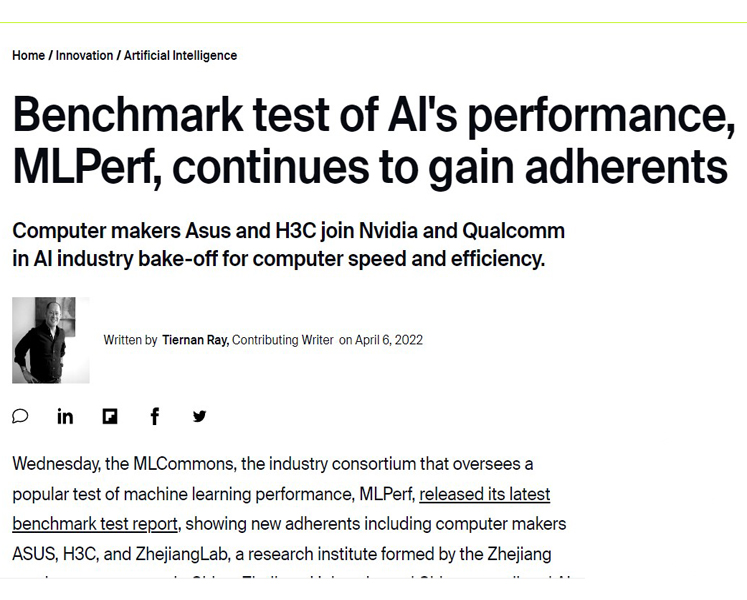 Home / Innovation / Artificial Intelligence
Benchmark test of AI's performance,
MLPerf, continues to gain adherents
Computer makers Asus and H3C join Nvidia and Qualcomm
in AI industry bake-off for computer speed and efficiency.
Written by Tiernan Ray, Contributing Writer on April 6, 2022
Wednesday, the MLCommons, the industry consortium that oversees a
popular test of machine learning performance, MLPerf, released its latest
benchmark test report, showing new adherents including computer makers
ASUS, H3C, and ZhejiangLab, a research institute formed by the Zhejiang